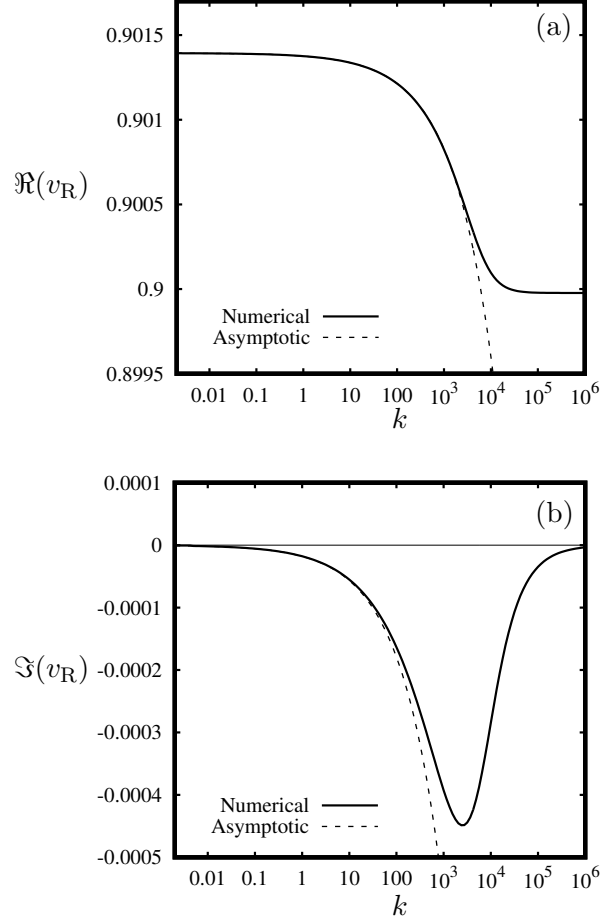 (a)
0.9015
0.901
0.9005
0.9
0.8995
ℜ(v_R)
Numerical
Asymptotic
0.01 0.1 1 10 100 10^3 10^4 10^5 10^6
k
(b)
0.0001
0
-0.0001
-0.0002
-0.0003
-0.0004
-0.0005
ℑ(v_R)
Numerical
Asymptotic
0.01 0.1 1 10 100 10^3 10^4 10^5 10^6
k